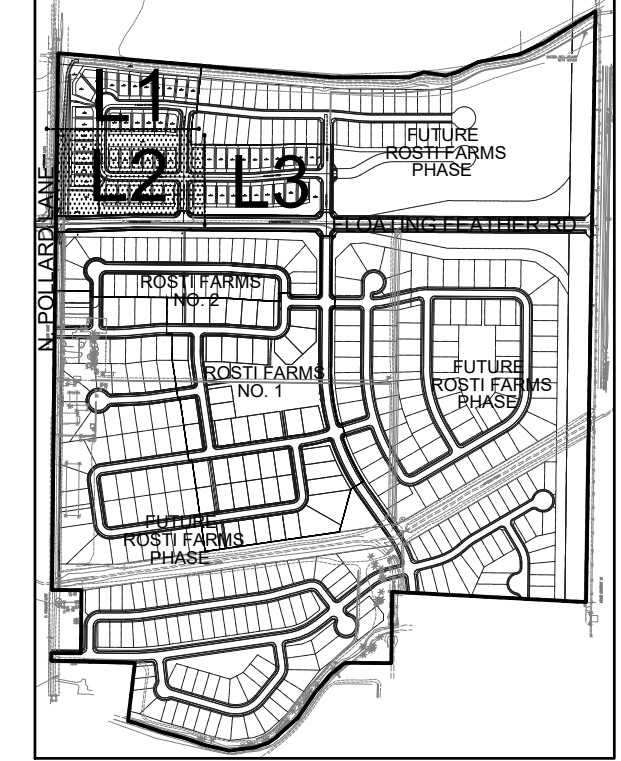 L1
FUTURE
ROSTI FARMS
PHASE
L2
L3
N. POLLARD LANE
LOATING FEATHER RD
ROSTI FARMS
NO. 2
ROSTI FARMS
NO. 1
FUTURE
ROSTI FARMS
PHASE
FUTURE
ROSTI FARMS
PHASE